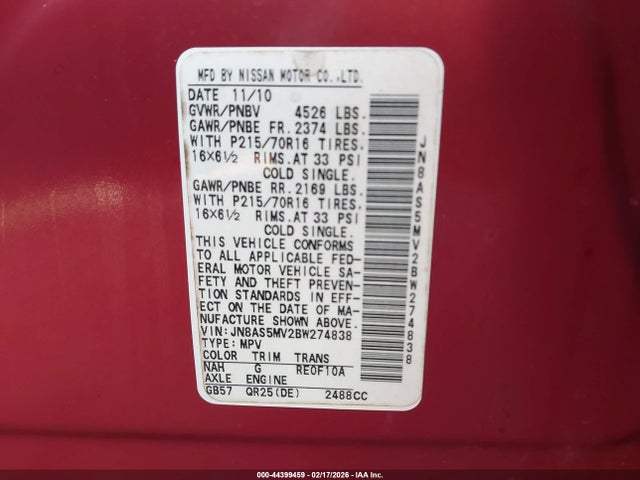 MFD BY NISSAN MOTOR CO.,LTD.
DATE 11/10
GVWR/PNBV 4526 LBS.
GAWR/PNBE FR. 2374 LBS.
WITH P215/70R16 TIRES.
16X6½ RIMS.AT 33 PSI
COLD SINGLE.
GAWR/PNBE RR. 2169 LBS.
WITH P215/70R16 TIRES.
16X6½ RIMS.AT 33 PSI
COLD SINGLE.
THIS VEHICLE CONFORMS
TO ALL APPLICABLE FED-
ERAL MOTOR VEHICLE SA-
FETY AND THEFT PREVEN-
TION STANDARDS IN EFF-
ECT ON THE DATE OF MA-
NUFACTURE SHOWN ABOVE.
VIN:JN8AS5MV2BW274838
TYPE: MPV
COLOR TRIM TRANS
NAH G RE0F10A
AXLE ENGINE
GB57 QR25(DE) 2488CC
JN8AS5MV2BW274838
000-44399459 - 02/17/2026 - IAA Inc.